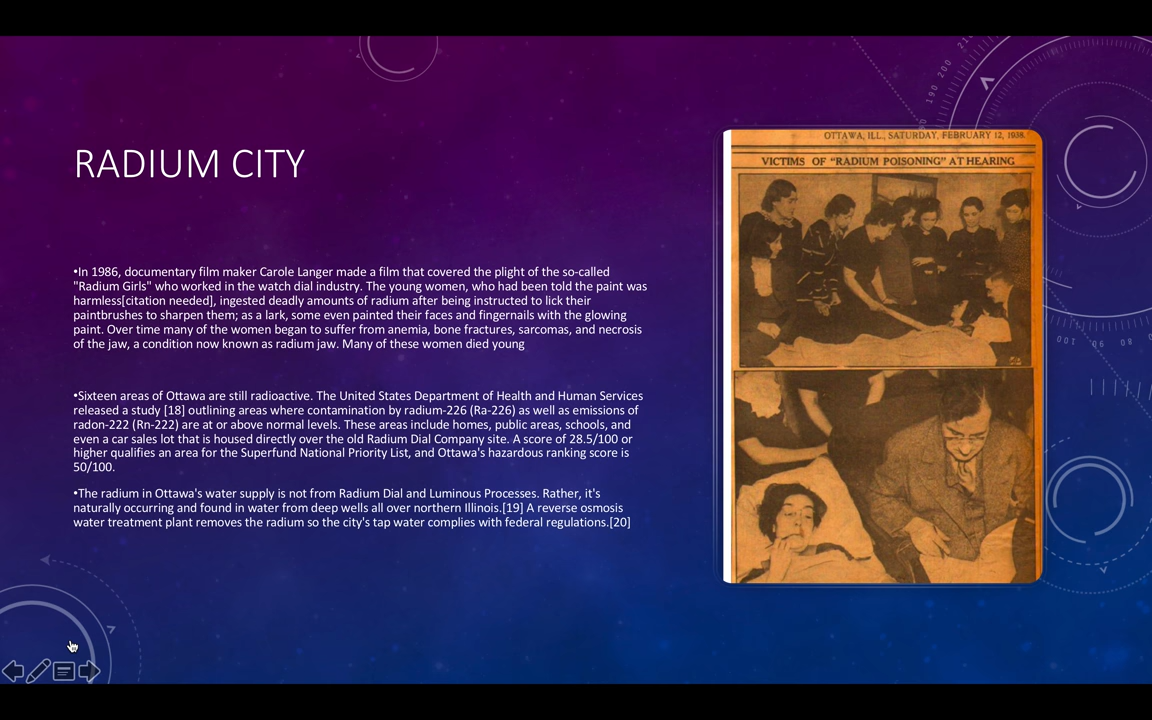 RADIUM CITY
•In 1986, documentary film maker Carole Langer made a film that covered the plight of the so-called
"Radium Girls" who worked in the watch dial industry. The young women, who had been told the paint was
harmless[citation needed], ingested deadly amounts of radium after being instructed to lick their
paintbrushes to sharpen them; as a lark, some even painted their faces and fingernails with the glowing
paint. Over time many of the women began to suffer from anemia, bone fractures, sarcomas, and necrosis
of the jaw, a condition now known as radium jaw. Many of these women died young
•Sixteen areas of Ottawa are still radioactive. The United States Department of Health and Human Services
released a study [18] outlining areas where contamination by radium-226 (Ra-226) as well as emissions of
radon-222 (Rn-222) are at or above normal levels. These areas include homes, public areas, schools, and
even a car sales lot that is housed directly over the old Radium Dial Company site. A score of 28.5/100 or
higher qualifies an area for the Superfund National Priority List, and Ottawa's hazardous ranking score is
50/100.
•The radium in Ottawa's water supply is not from Radium Dial and Luminous Processes. Rather, it's
naturally occurring and found in water from deep wells all over northern Illinois.[19] A reverse osmosis
water treatment plant removes the radium so the city's tap water complies with federal regulations.[20]
OTTAWA, ILL., SATURDAY, FEBRUARY 12, 1938.
VICTIMS OF "RADIUM POISONING" AT HEARING
190 200
100 90 80